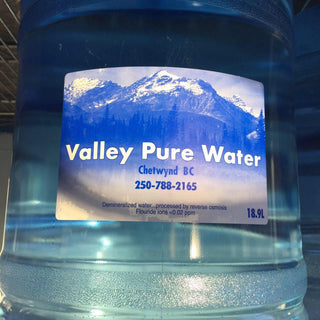 Valley Pure Water
Chetwynd BC
250-788-2165
Demineralized water...processed by reverse osmosis
Flouride ions <0.02 ppm
18.9L